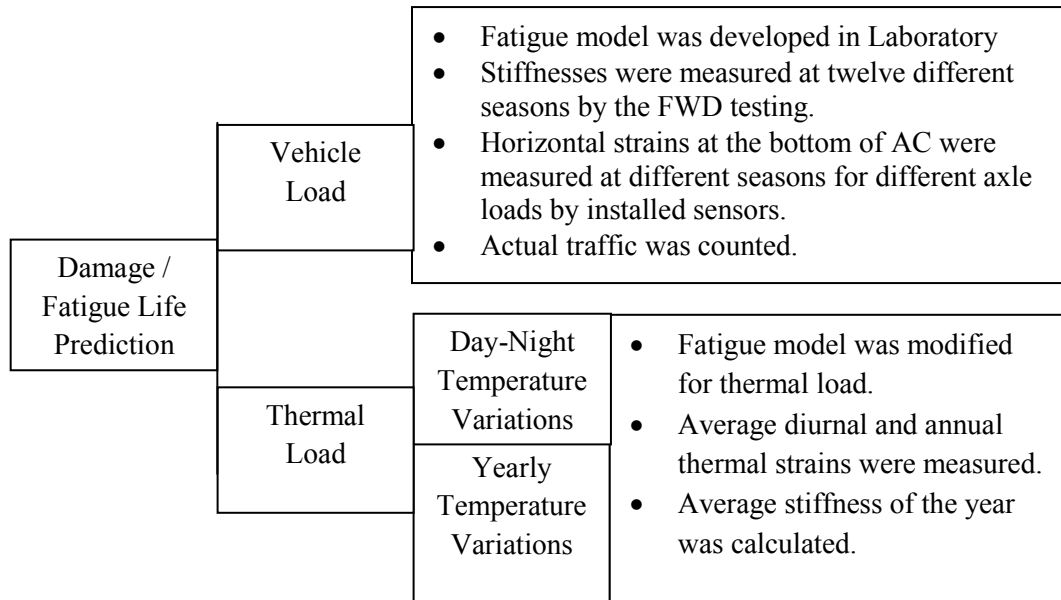 • Fatigue model was developed in Laboratory
• Stiffnesses were measured at twelve different
seasons by the FWD testing.
• Horizontal strains at the bottom of AC were
measured at different seasons for different axle
loads by installed sensors.
• Actual traffic was counted.
Vehicle
Load
Damage /
Fatigue Life
Prediction
Thermal
Load
Day-Night
Temperature
Variations
Yearly
Temperature
Variations
• Fatigue model was modified
for thermal load.
• Average diurnal and annual
thermal strains were measured.
• Average stiffness of the year
was calculated.